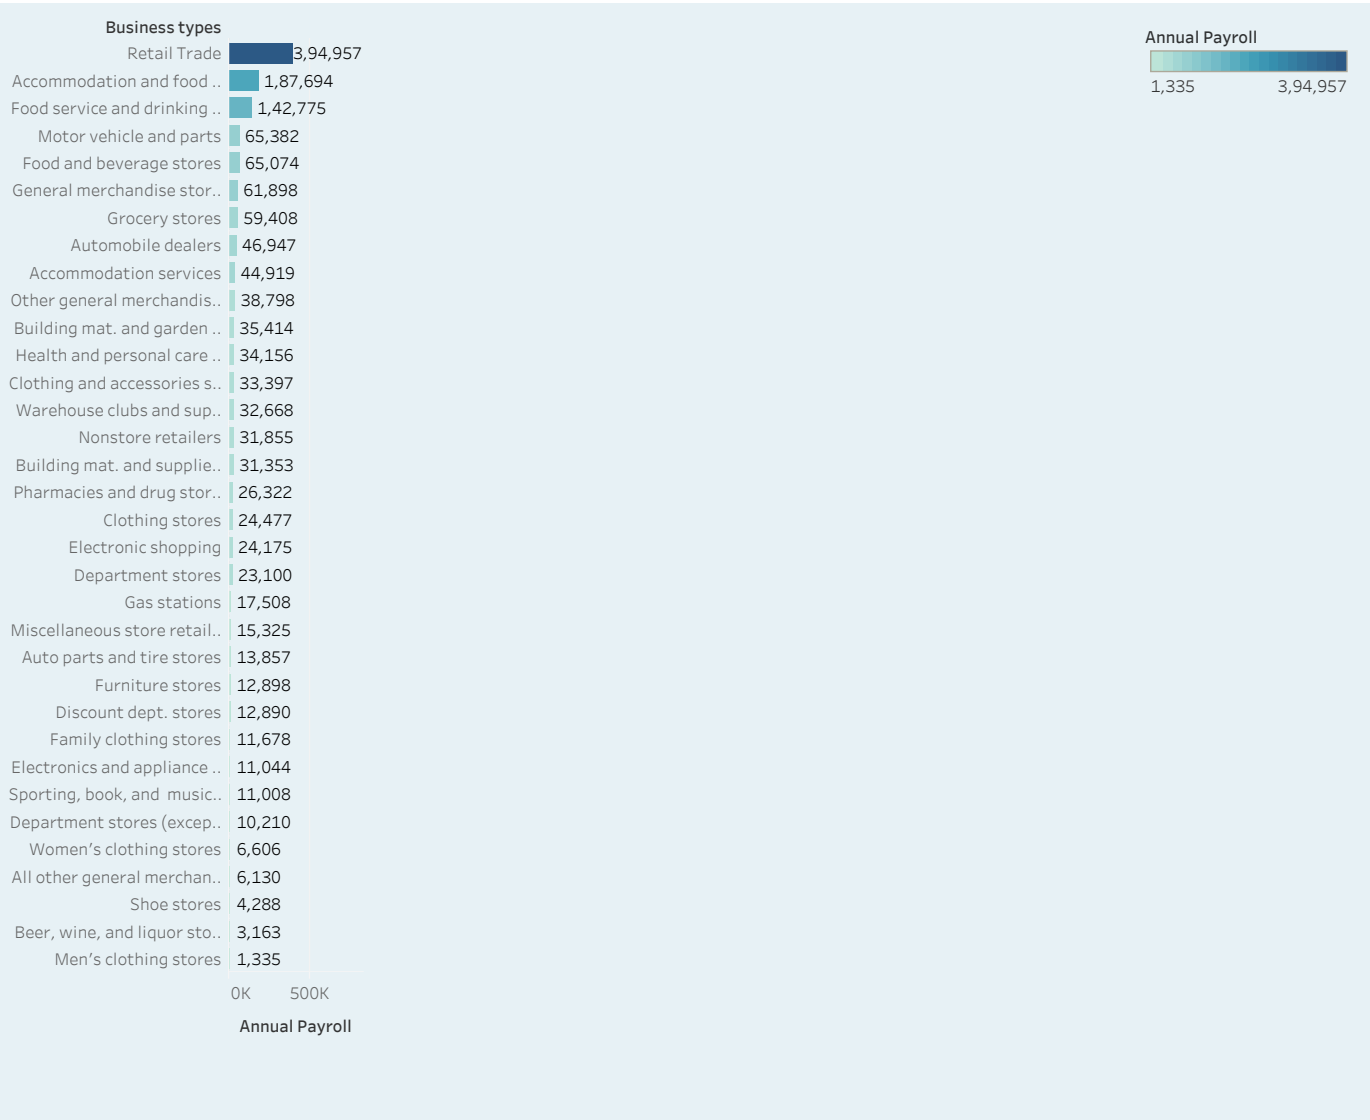 Business types
Retail Trade 3,94,957
Accommodation and food .. 1,87,694
Food service and drinking .. 1,42,775
Motor vehicle and parts 65,382
Food and beverage stores 65,074
General merchandise stor.. 61,898
Grocery stores 59,408
Automobile dealers 46,947
Accommodation services 44,919
Other general merchandis.. 38,798
Building mat. and garden .. 35,414
Health and personal care .. 34,156
Clothing and accessories s.. 33,397
Warehouse clubs and sup.. 32,668
Nonstore retailers 31,855
Building mat. and supplie.. 31,353
Pharmacies and drug stor.. 26,322
Clothing stores 24,477
Electronic shopping 24,175
Department stores 23,100
Gas stations 17,508
Miscellaneous store retail.. 15,325
Auto parts and tire stores 13,857
Furniture stores 12,898
Discount dept. stores 12,890
Family clothing stores 11,678
Electronics and appliance .. 11,044
Sporting, book, and  music.. 11,008
Department stores (excep.. 10,210
Women’s clothing stores 6,606
All other general merchan.. 6,130
Shoe stores 4,288
Beer, wine, and liquor sto.. 3,163
Men’s clothing stores 1,335
0K 500K
Annual Payroll
Annual Payroll
1,335 3,94,957